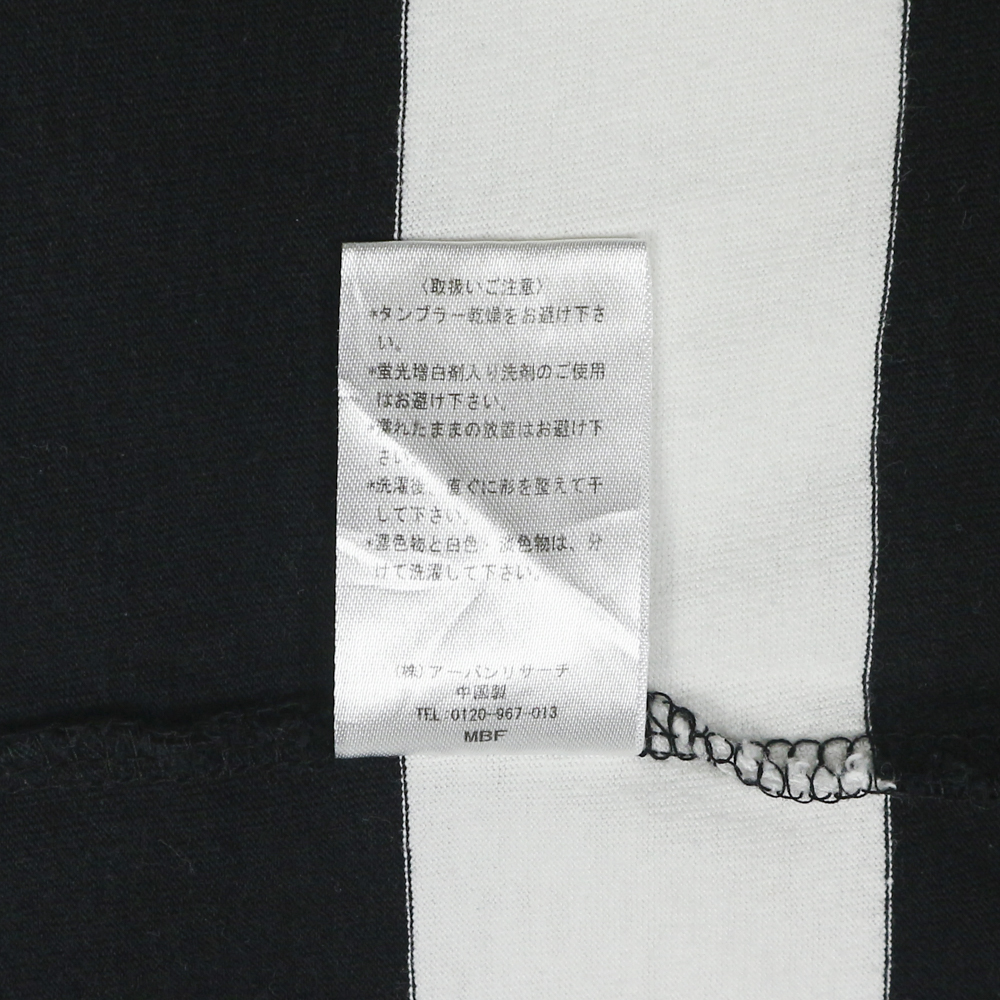 〈取扱いご注意〉
*タンブラー乾燥をお避け下さ
い。
*蛍光増白剤入り洗剤のご使用
はお避け下さい。
*濡れたままの放置はお避け下
さい
*洗濯後、直ぐに形を整えて干
して下さい。
*濃色物と白色・淡色物は、分
けて洗濯して下さい。
(株)アーバンリサーチ
中国製
TEL:0120-967-013
MBF